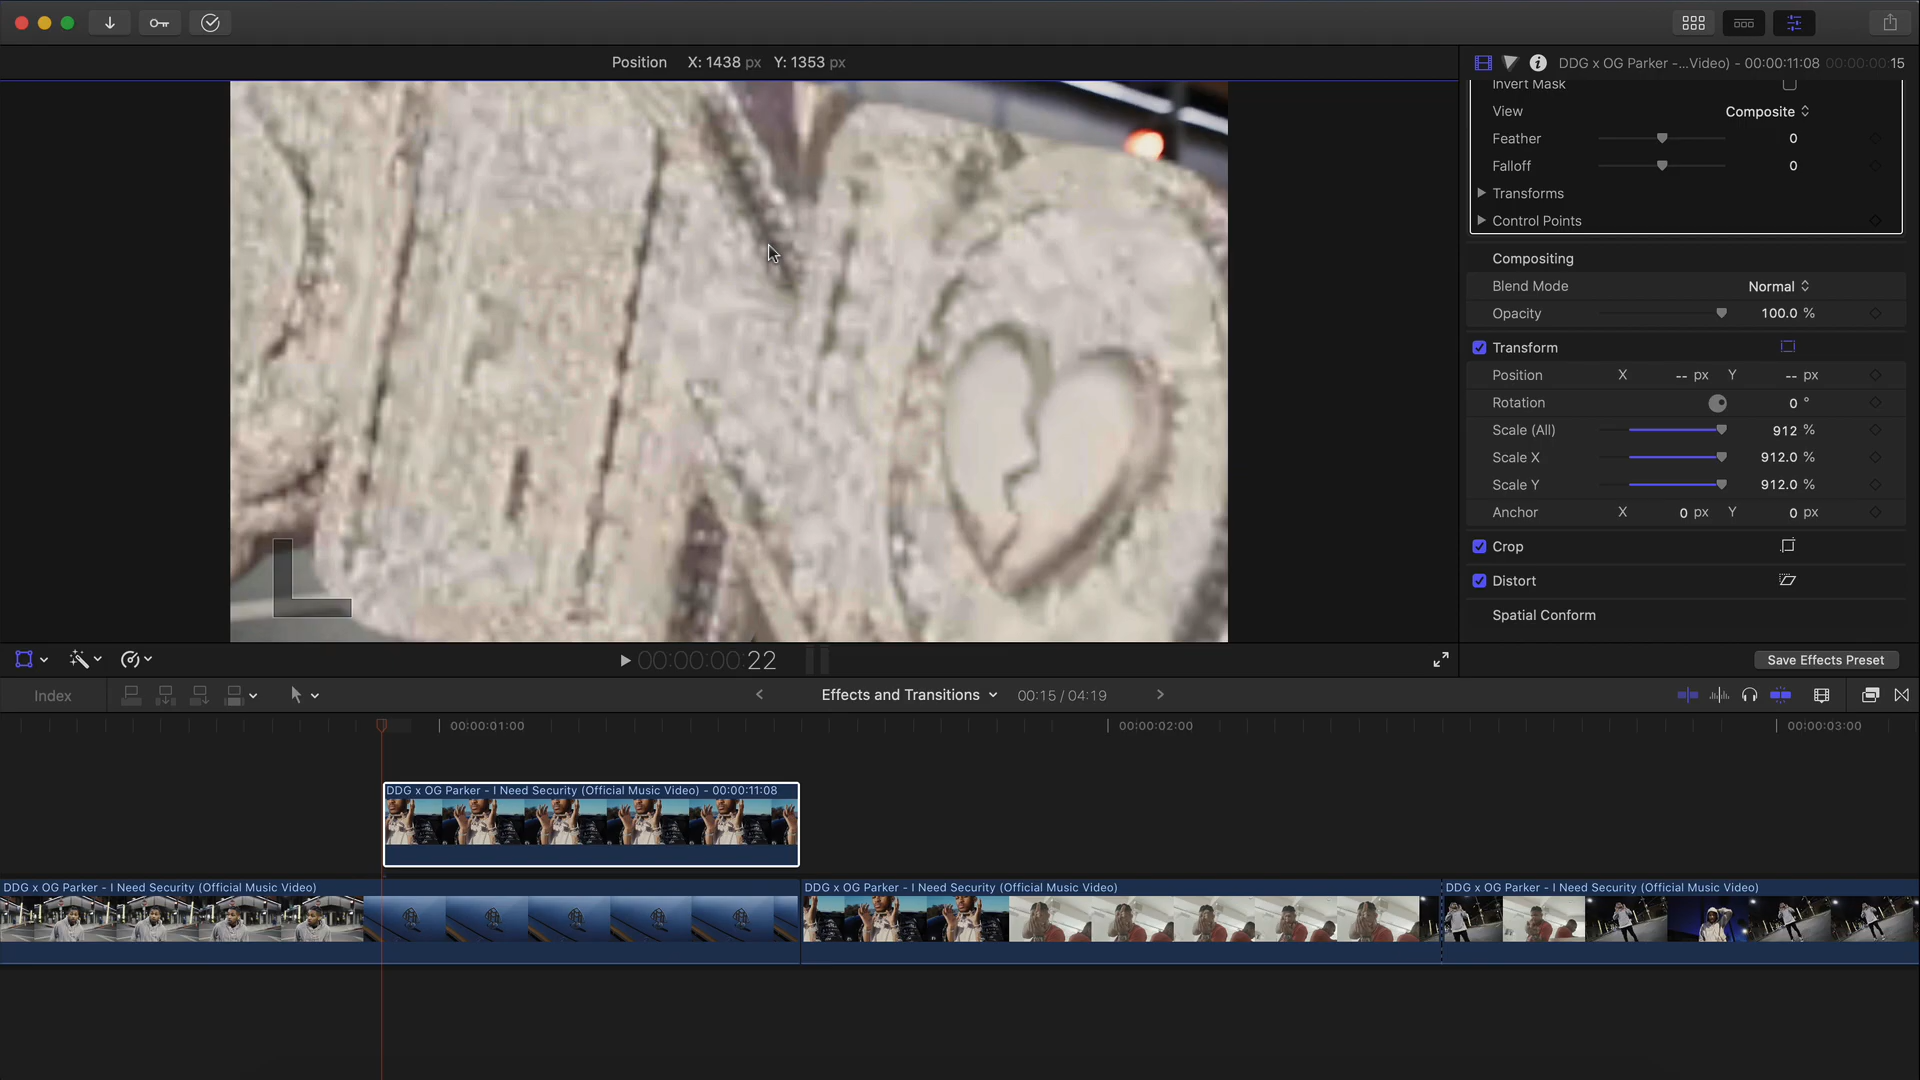 Position X: 1438 px Y: 1353 px
DDG x OG Parker -...Video) - 00:00:11:08 00:00:00:15
Invert Mask
View Composite
Feather 0
Falloff 0
Transforms
Control Points
Compositing
Blend Mode Normal
Opacity 100.0 %
Transform
Position X -- px Y -- px
Rotation 0 °
Scale (All) 912 %
Scale X 912.0 %
Scale Y 912.0 %
Anchor X 0 px Y 0 px
Crop
Distort
Spatial Conform
00:00:00:22
Save Effects Preset
Index
Effects and Transitions 00:15 / 04:19
00:00:01:00 00:00:02:00 00:00:03:00
DDG x OG Parker - I Need Security (Official Music Video) - 00:00:11:08
DDG x OG Parker - I Need Security (Official Music Video)
DDG x OG Parker - I Need Security (Official Music Video)
DDG x OG Parker - I Need Security (Official Music Video)